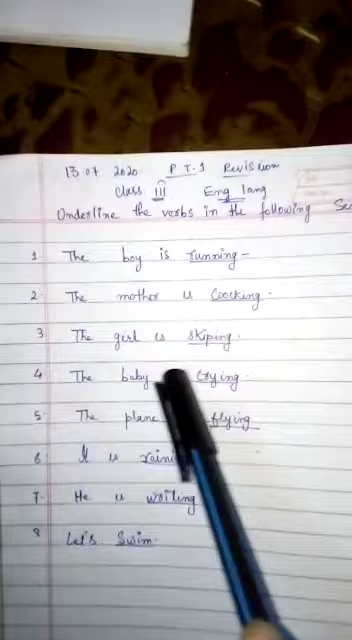 13.07 2020 P T.1 Revision
Class III Eng lang
Underline the verbs in the following
1 The boy is running-
2. The mother is Coocking.
3 The girl is skiping.
4 The baby crying.
5. The plane flying
6. It is
7. He is writing
8 Let's Swim.